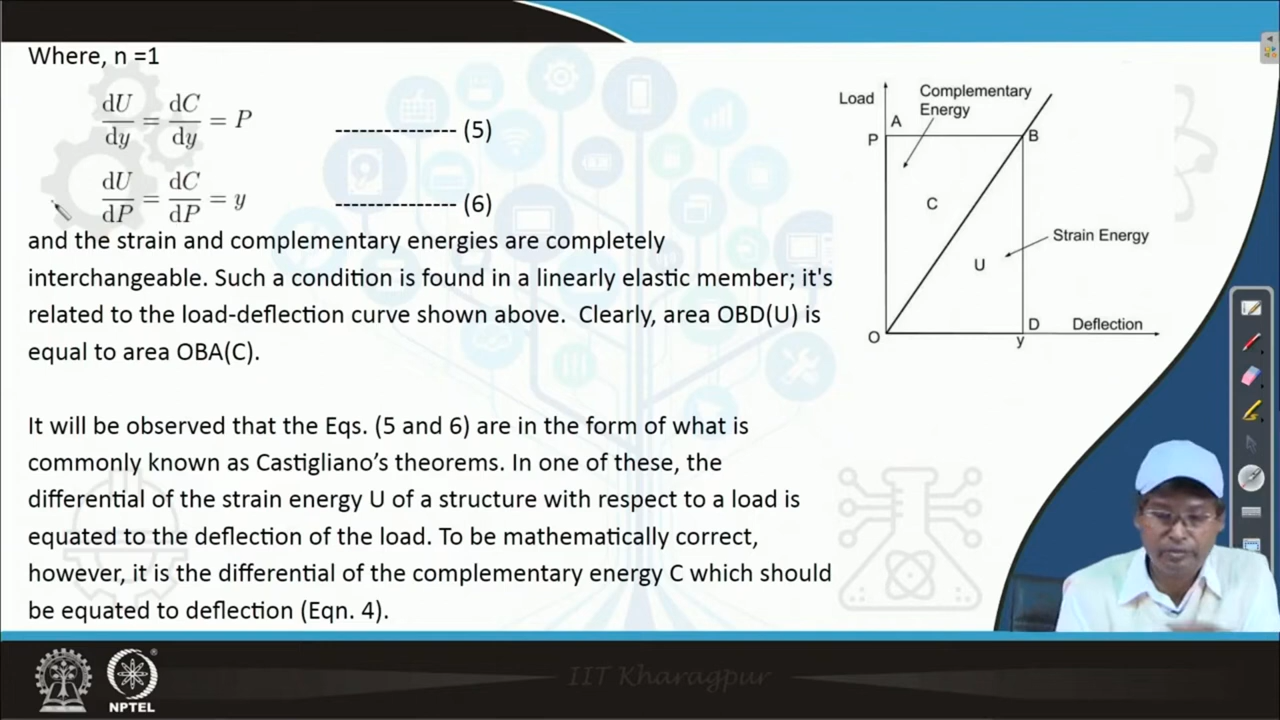 Where, n =1
dU/dy = dC/dy = P --------------- (5)
dU/dP = dC/dP = y --------------- (6)
and the strain and complementary energies are completely
interchangeable. Such a condition is found in a linearly elastic member; it's
related to the load-deflection curve shown above. Clearly, area OBD(U) is
equal to area OBA(C).
It will be observed that the Eqs. (5 and 6) are in the form of what is
commonly known as Castigliano’s theorems. In one of these, the
differential of the strain energy U of a structure with respect to a load is
equated to the deflection of the load. To be mathematically correct,
however, it is the differential of the complementary energy C which should
be equated to deflection (Eqn. 4).
Complementary
Energy
Load
A
P
B
C
Strain Energy
U
D
Deflection
O
y
IIT Kharagpur
NPTEL